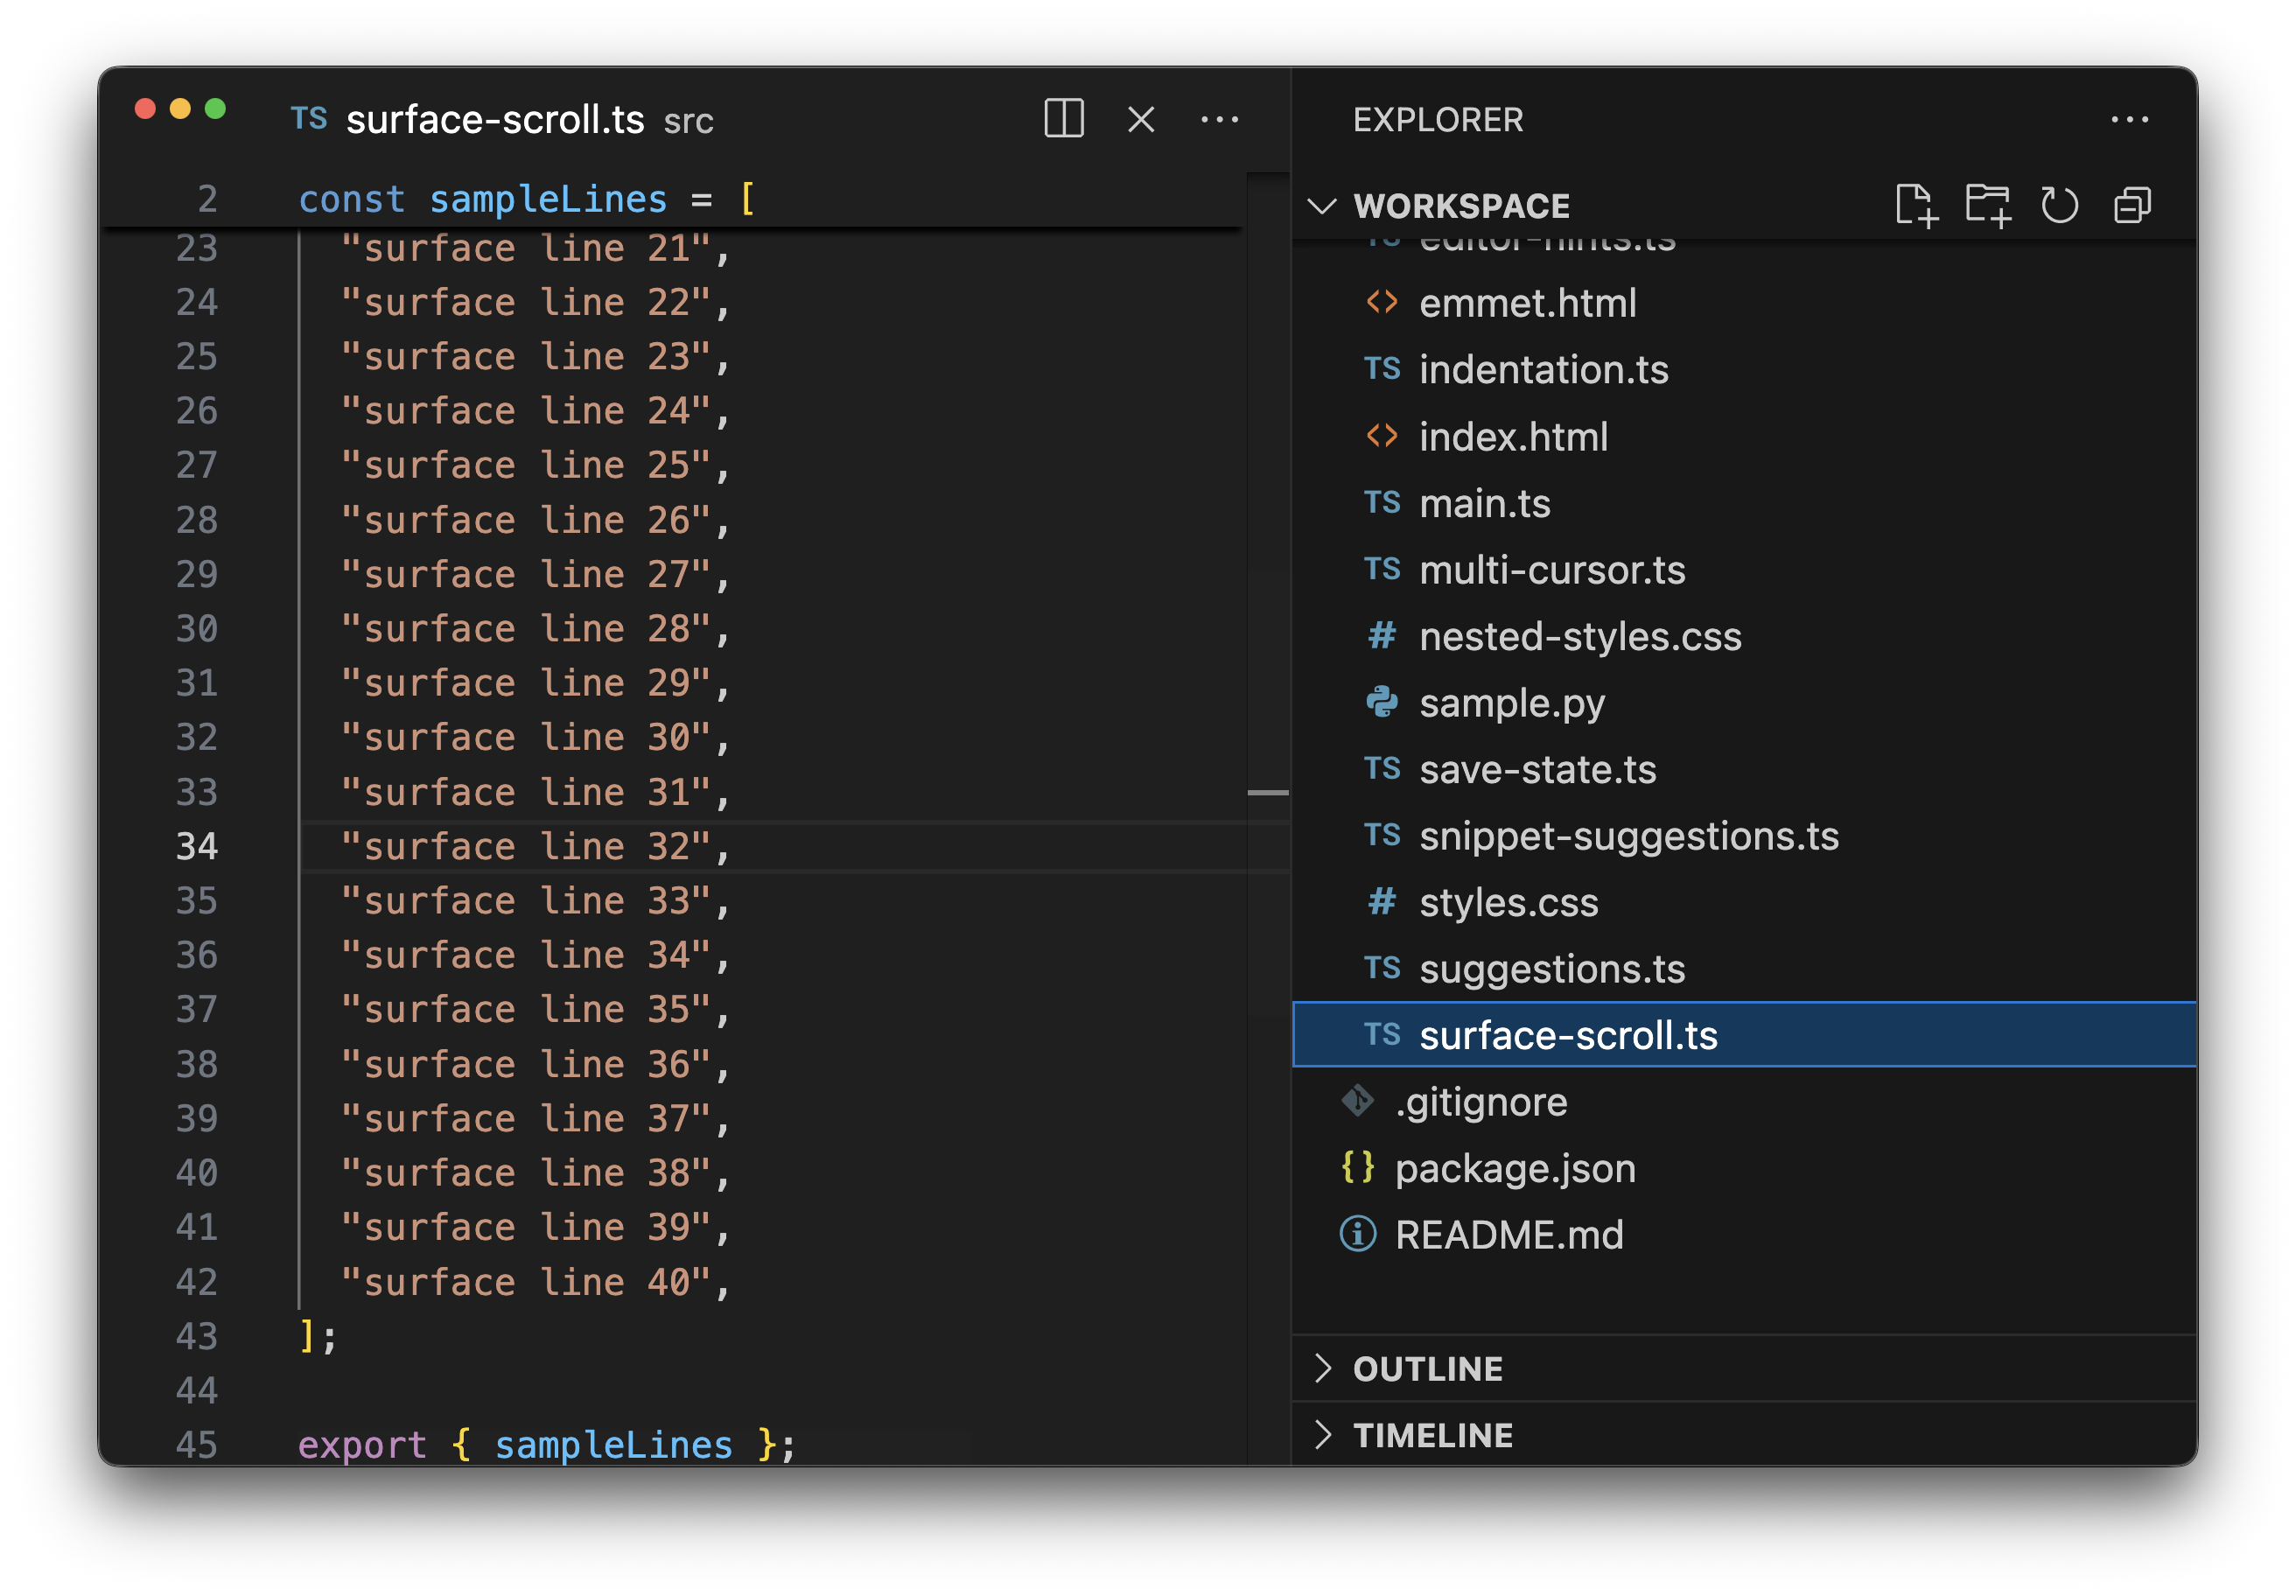 TS surface-scroll.ts src
2 const sampleLines = [
23 "surface line 21",
24 "surface line 22",
25 "surface line 23",
26 "surface line 24",
27 "surface line 25",
28 "surface line 26",
29 "surface line 27",
30 "surface line 28",
31 "surface line 29",
32 "surface line 30",
33 "surface line 31",
34 "surface line 32",
35 "surface line 33",
36 "surface line 34",
37 "surface line 35",
38 "surface line 36",
39 "surface line 37",
40 "surface line 38",
41 "surface line 39",
42 "surface line 40",
43 ];
44
45 export { sampleLines };
EXPLORER
WORKSPACE
TS editor-hints.ts
<> emmet.html
TS indentation.ts
<> index.html
TS main.ts
TS multi-cursor.ts
# nested-styles.css
sample.py
TS save-state.ts
TS snippet-suggestions.ts
# styles.css
TS suggestions.ts
TS surface-scroll.ts
.gitignore
{} package.json
README.md
OUTLINE
TIMELINE